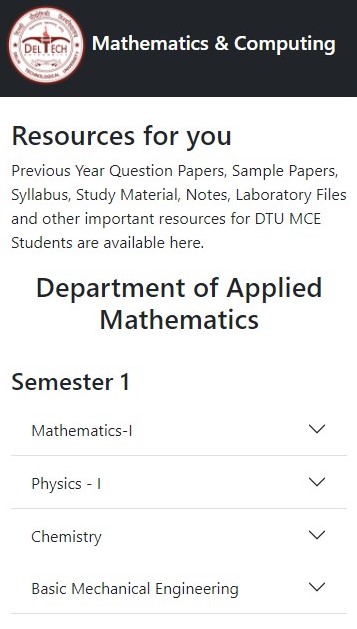 DELTECH
Mathematics & Computing
Resources for you
Previous Year Question Papers, Sample Papers,
Syllabus, Study Material, Notes, Laboratory Files
and other important resources for DTU MCE
Students are available here.
Department of Applied
Mathematics
Semester 1
Mathematics-I
Physics - I
Chemistry
Basic Mechanical Engineering